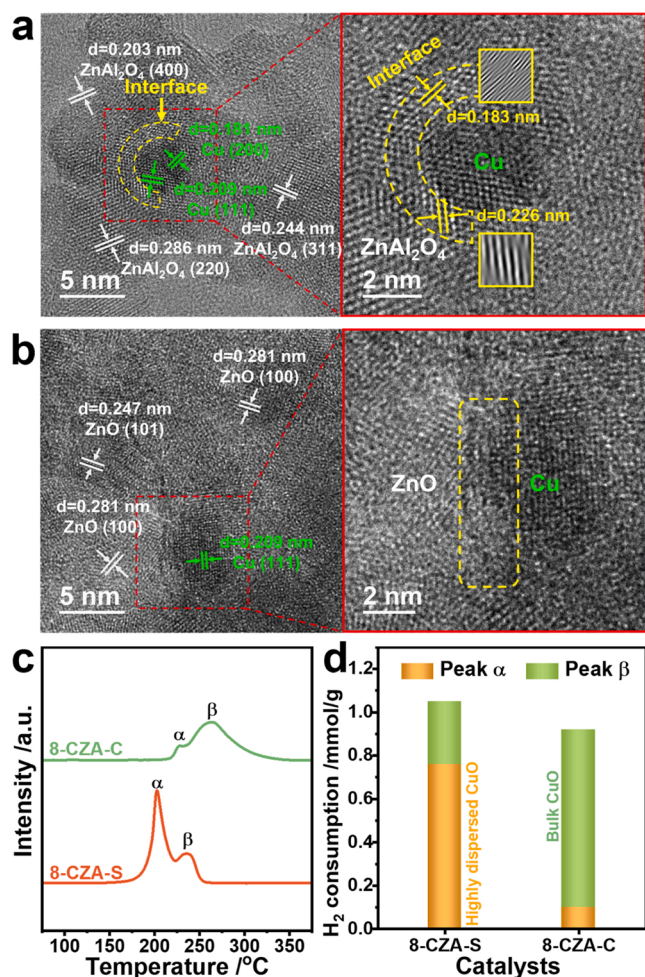 a
d=0.203 nm
ZnAl₂O₄ (400)
Interface
d=0.181 nm
Cu (200)
d=0.209 nm
Cu (111)
d=0.244 nm
ZnAl₂O₄ (311)
d=0.286 nm
ZnAl₂O₄ (220)
5 nm
Interface
d=0.183 nm
Cu
d=0.226 nm
ZnAl₂O₄
2 nm
b
d=0.281 nm
ZnO (100)
d=0.247 nm
ZnO (101)
d=0.281 nm
ZnO (100)
d=0.209 nm
Cu (111)
5 nm
ZnO
Cu
2 nm
c
Intensity /a.u.
8-CZA-C
α
β
8-CZA-S
α
β
100 150 200 250 300 350
Temperature /°C
d
H₂ consumption /mmol/g
Peak α
Peak β
1.2
1.0
0.8
0.6
0.4
0.2
0.0
Highly dispersed CuO
Bulk CuO
8-CZA-S
8-CZA-C
Catalysts